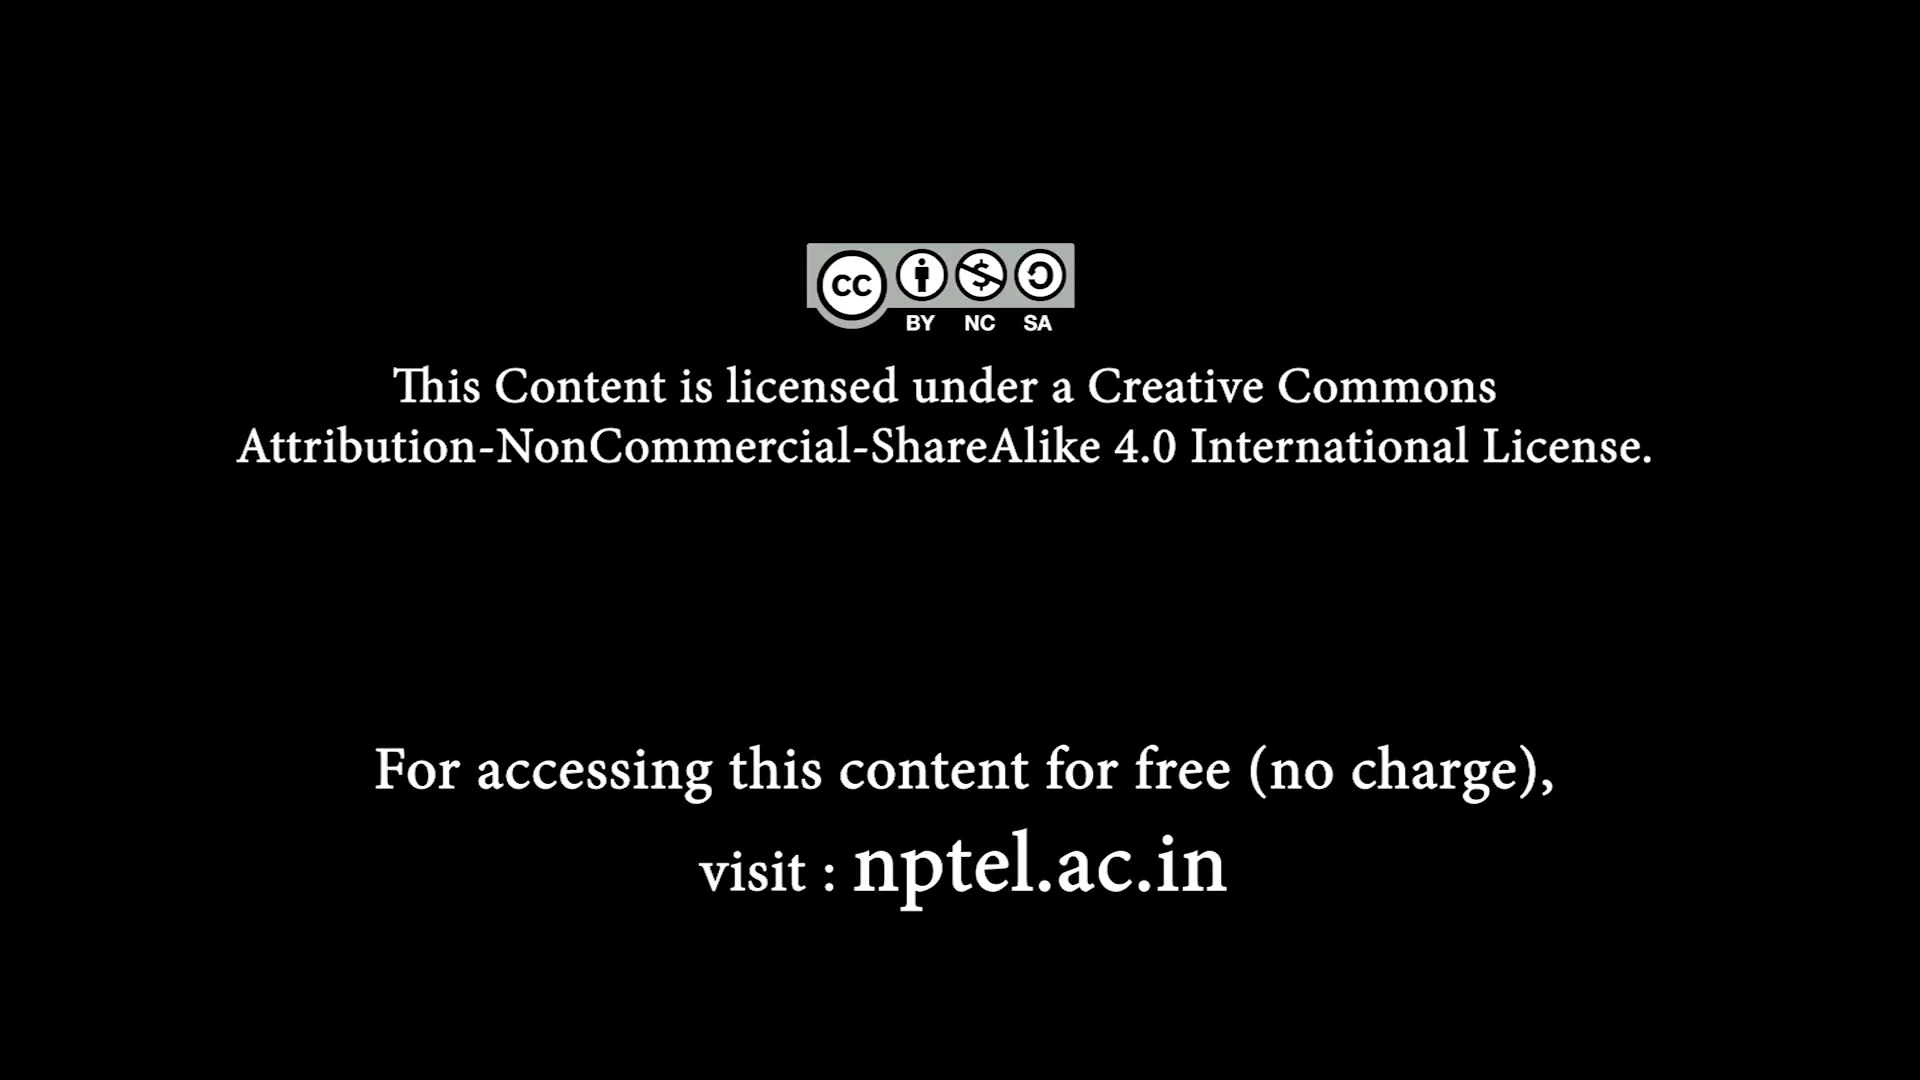 cc
BY NC SA
This Content is licensed under a Creative Commons
Attribution-NonCommercial-ShareAlike 4.0 International License.
For accessing this content for free (no charge),
visit : nptel.ac.in